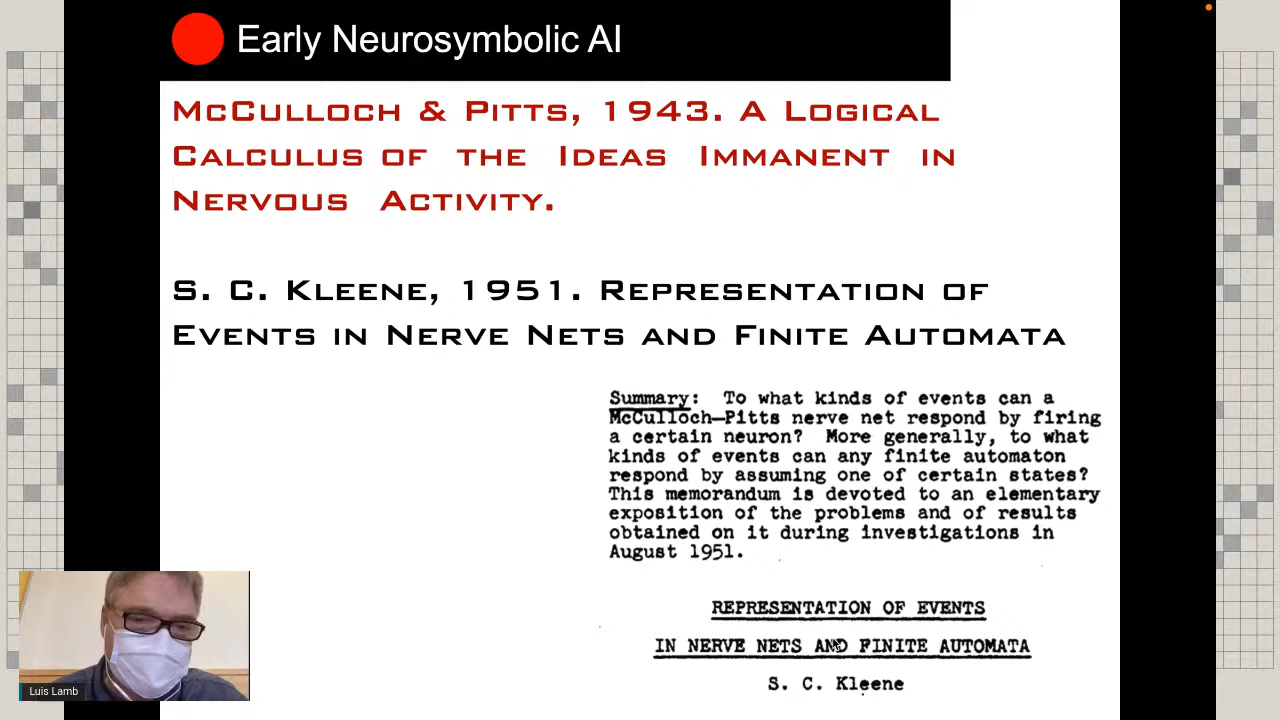 Early Neurosymbolic AI
McCulloch & Pitts, 1943. A Logical
Calculus of the Ideas Immanent in
Nervous Activity.
S. C. Kleene, 1951. Representation of
Events in Nerve Nets and Finite Automata
Summary: To what kinds of events can a
McCulloch-Pitts nerve net respond by firing
a certain neuron? More generally, to what
kinds of events can any finite automaton
respond by assuming one of certain states?
This memorandum is devoted to an elementary
exposition of the problems and of results
obtained on it during investigations in
August 1951.
REPRESENTATION OF EVENTS
IN NERVE NETS AND FINITE AUTOMATA
S. C. Kleene
Luis Lamb